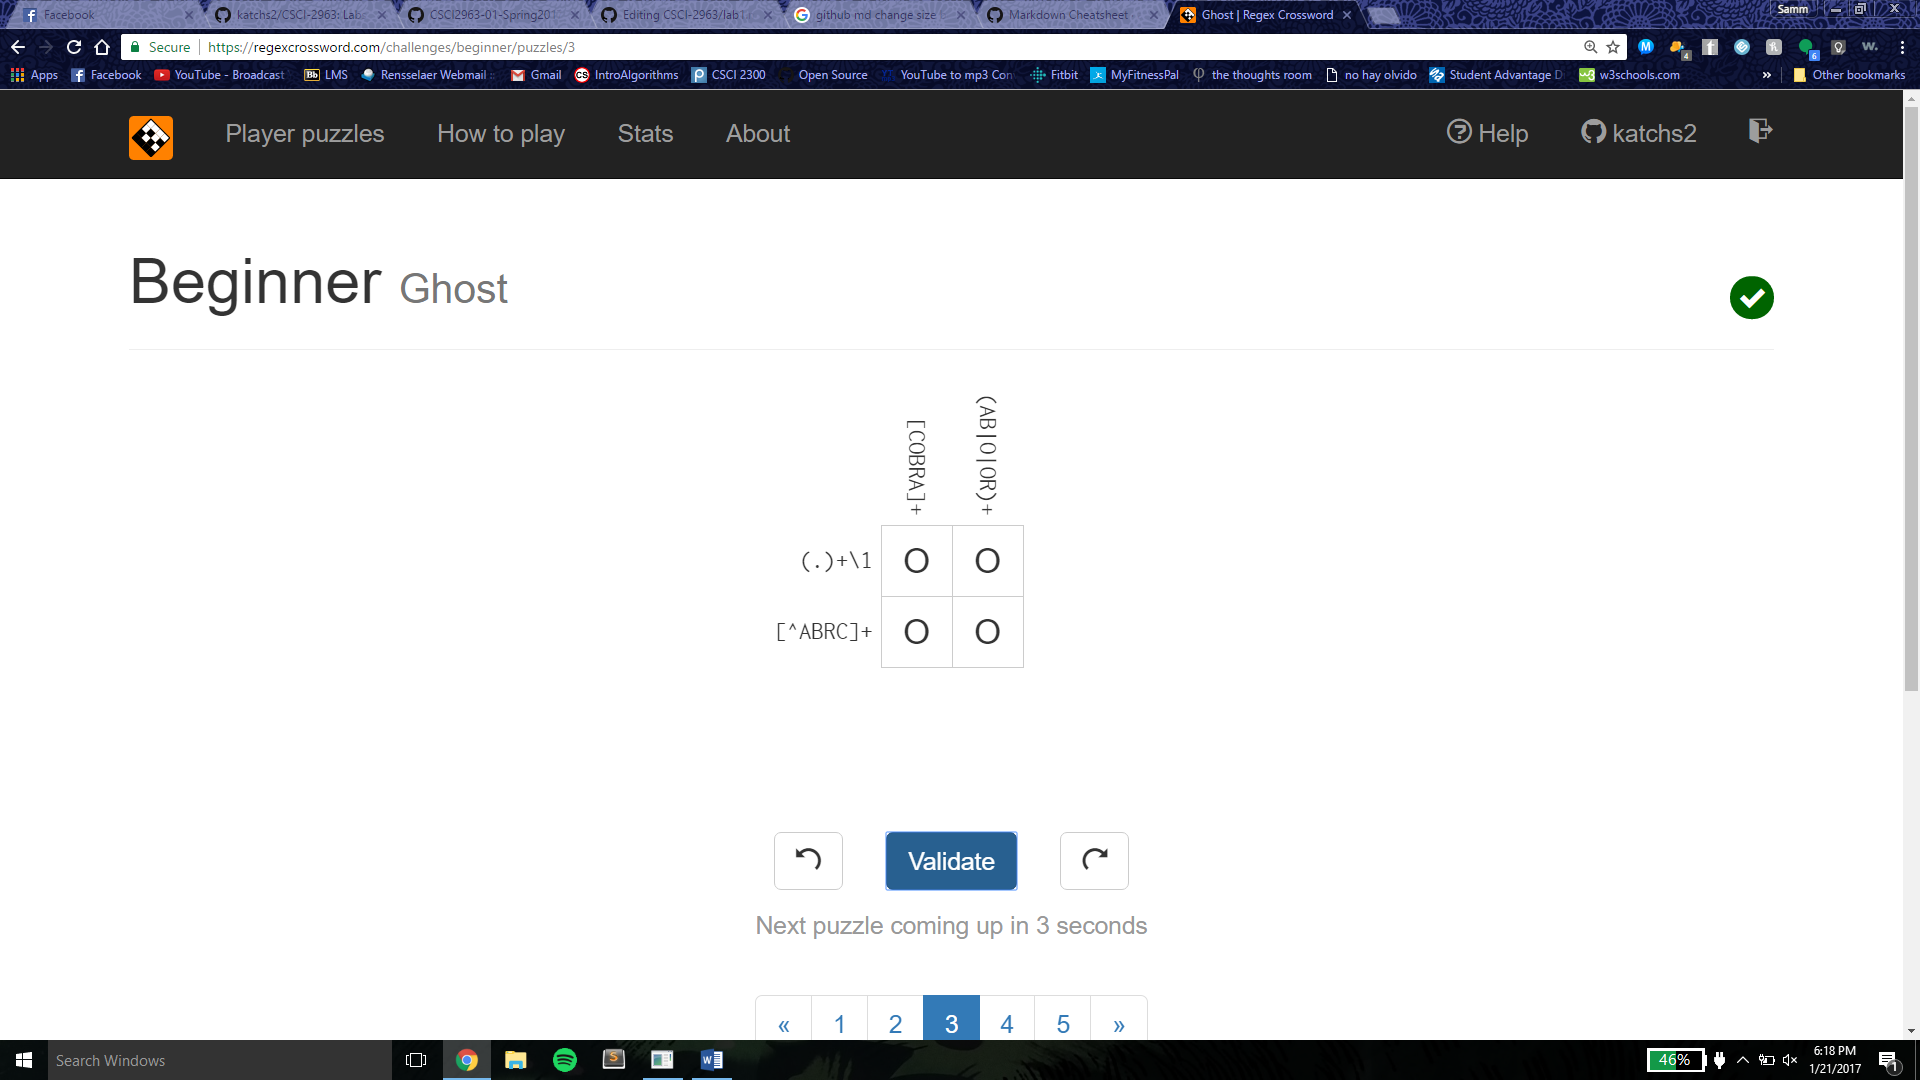 Facebook
katchs2/CSCI-2963: Lab
CSCI2963-01-Spring201
Editing CSCI-2963/lab1
github md change size
Markdown Cheatsheet
Ghost | Regex Crossword
Samm
Secure
https://regexcrossword.com/challenges/beginner/puzzles/3
Apps
Facebook
YouTube - Broadcast
Bb LMS
Rensselaer Webmail
Gmail
CS IntroAlgorithms
CSCI 2300
Open Source
YouTube to mp3 Con
Fitbit
MyFitnessPal
the thoughts room
no hay olvido
Student Advantage D
w3 w3schools.com
»
Other bookmarks
Player puzzles
How to play
Stats
About
Help
katchs2
Beginner Ghost
[COBRA]+
(AB|O|OR)+
(.)+\1 O O
[^ABRC]+ O O
Validate
Next puzzle coming up in 3 seconds
« 1 2 3 4 5 »
Search Windows
46%
6:18 PM
1/21/2017
1